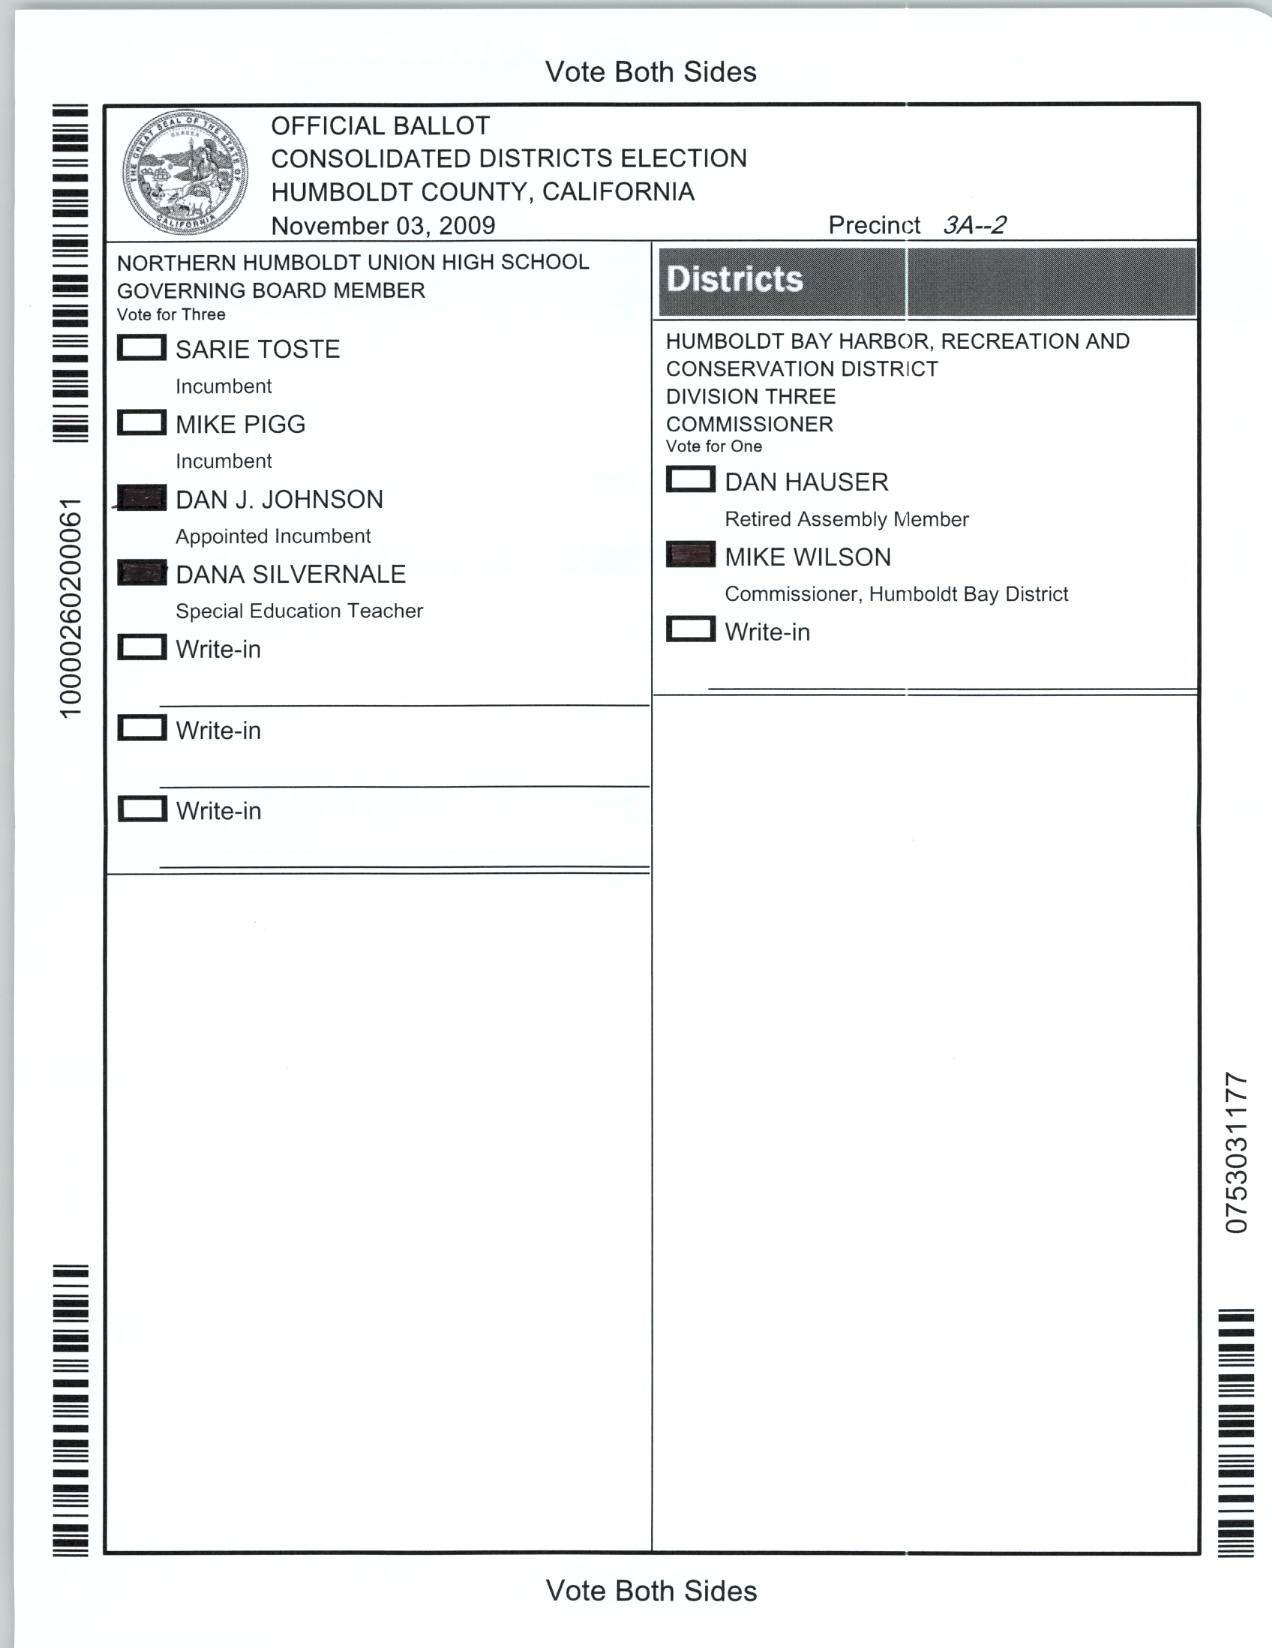 Vote Both Sides
THE GREAT SEAL OF THE STATE OF CALIFORNIA
EUREKA
OFFICIAL BALLOT
CONSOLIDATED DISTRICTS ELECTION
HUMBOLDT COUNTY, CALIFORNIA
November 03, 2009 Precinct 3A--2
NORTHERN HUMBOLDT UNION HIGH SCHOOL
GOVERNING BOARD MEMBER
Vote for Three
SARIE TOSTE
Incumbent
MIKE PIGG
Incumbent
DAN J. JOHNSON
Appointed Incumbent
DANA SILVERNALE
Special Education Teacher
Write-in
Write-in
Write-in
Districts
HUMBOLDT BAY HARBOR, RECREATION AND
CONSERVATION DISTRICT
DIVISION THREE
COMMISSIONER
Vote for One
DAN HAUSER
Retired Assembly Member
MIKE WILSON
Commissioner, Humboldt Bay District
Write-in
10000260200061
0753031177
Vote Both Sides